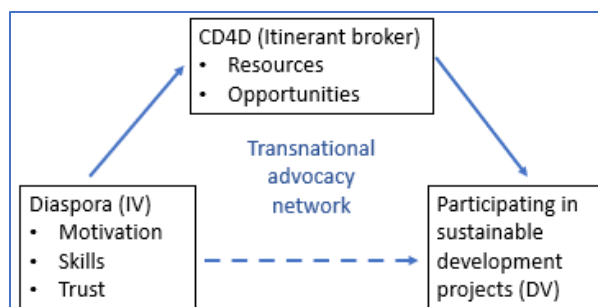 CD4D (Itinerant broker)
• Resources
• Opportunities
Transnational
advocacy
network
Diaspora (IV)
• Motivation
• Skills
• Trust
Participating in
sustainable
development
projects (DV)